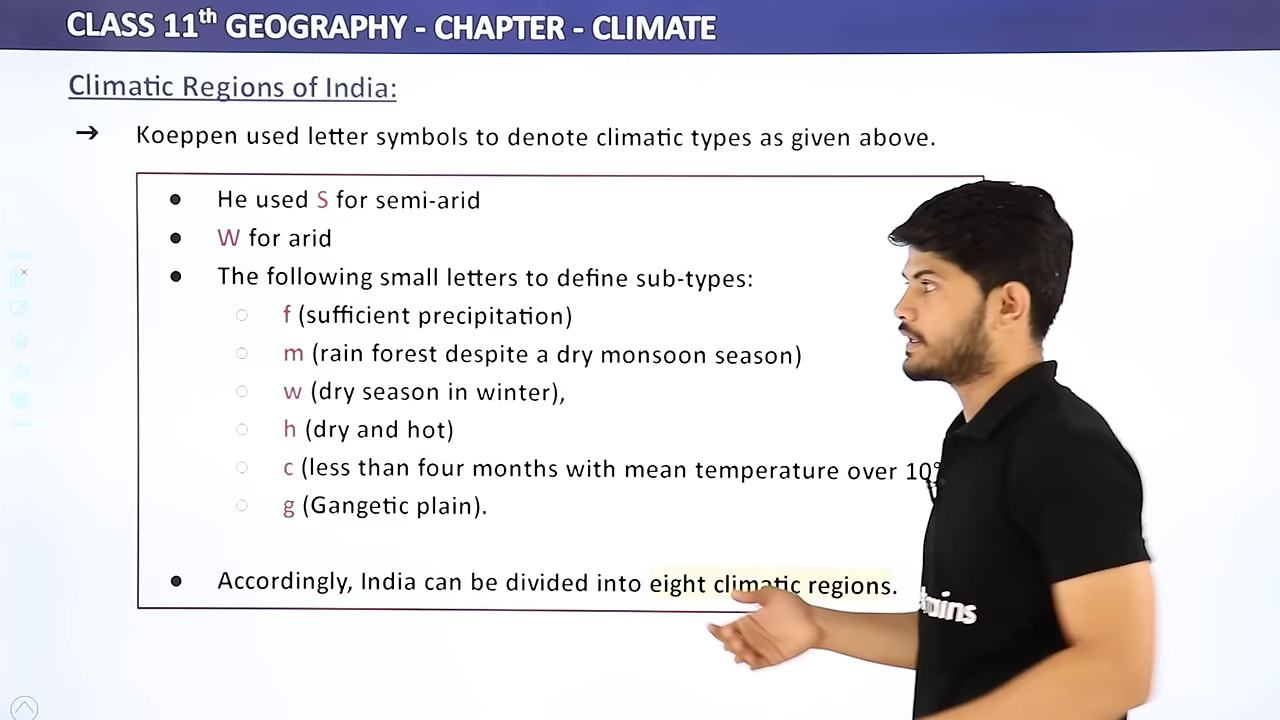 CLASS 11th GEOGRAPHY - CHAPTER - CLIMATE
Climatic Regions of India:
➔ Koeppen used letter symbols to denote climatic types as given above.
● He used S for semi-arid
● W for arid
● The following small letters to define sub-types:
○ f (sufficient precipitation)
○ m (rain forest despite a dry monsoon season)
○ w (dry season in winter),
○ h (dry and hot)
○ c (less than four months with mean temperature over 10°
○ g (Gangetic plain).
● Accordingly, India can be divided into eight climatic regions.